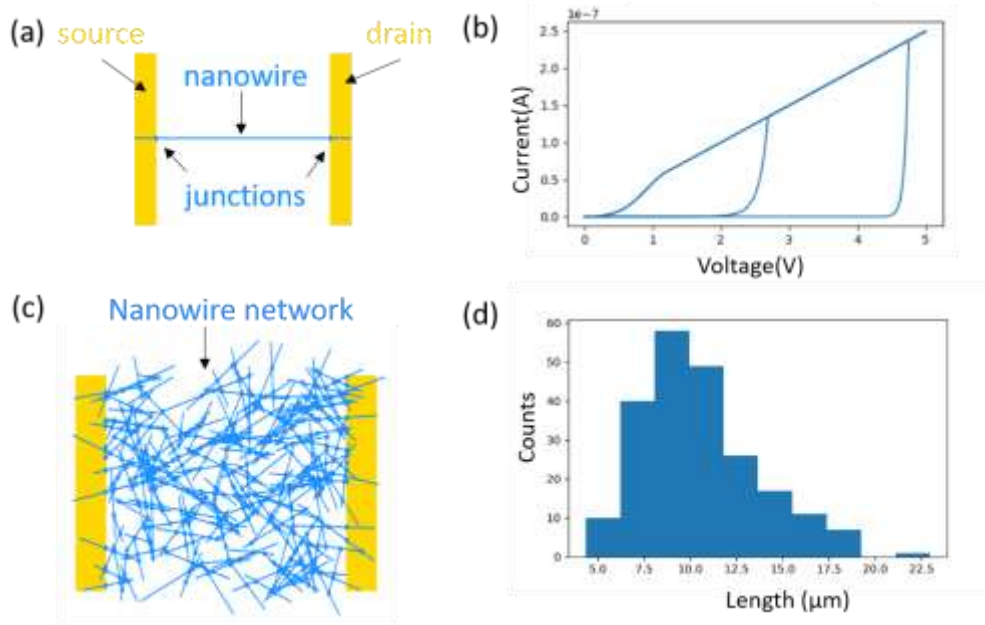 (a)
source
drain
nanowire
junctions
(b)
1e−7
2.5
2.0
1.5
1.0
0.5
0.0
Current(A)
0
1
2
3
4
5
Voltage(V)
(c)
Nanowire network
(d)
60
50
40
30
20
10
0
Counts
5.0
7.5
10.0
12.5
15.0
17.5
20.0
22.5
Length (µm)